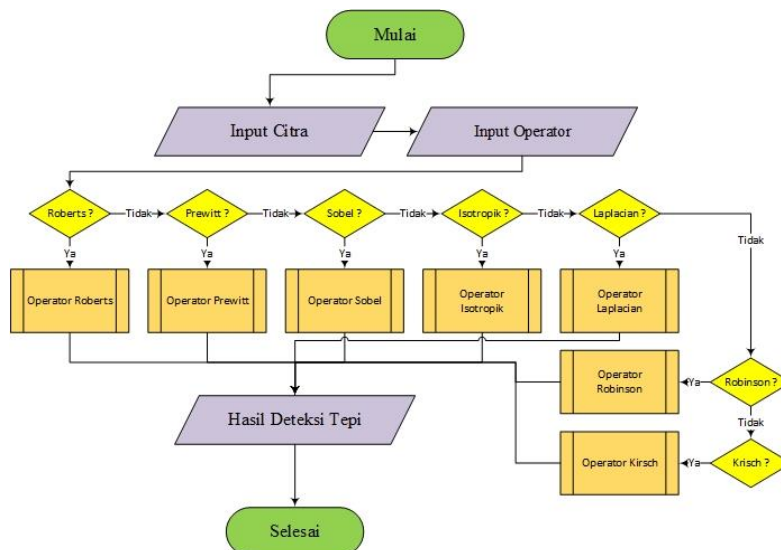 Mulai
Input Citra
Input Operator
Roberts ?
Tidak
Prewitt ?
Tidak
Sobel ?
Tidak
Isotropik ?
Tidak
Laplacian ?
Tidak
Ya
Ya
Ya
Ya
Ya
Operator Roberts
Operator Prewitt
Operator Sobel
Operator
Isotropik
Operator
Laplacian
Operator
Robinson
Ya
Robinson ?
Tidak
Hasil Deteksi Tepi
Operator Kirsch
Ya
Krisch ?
Selesai